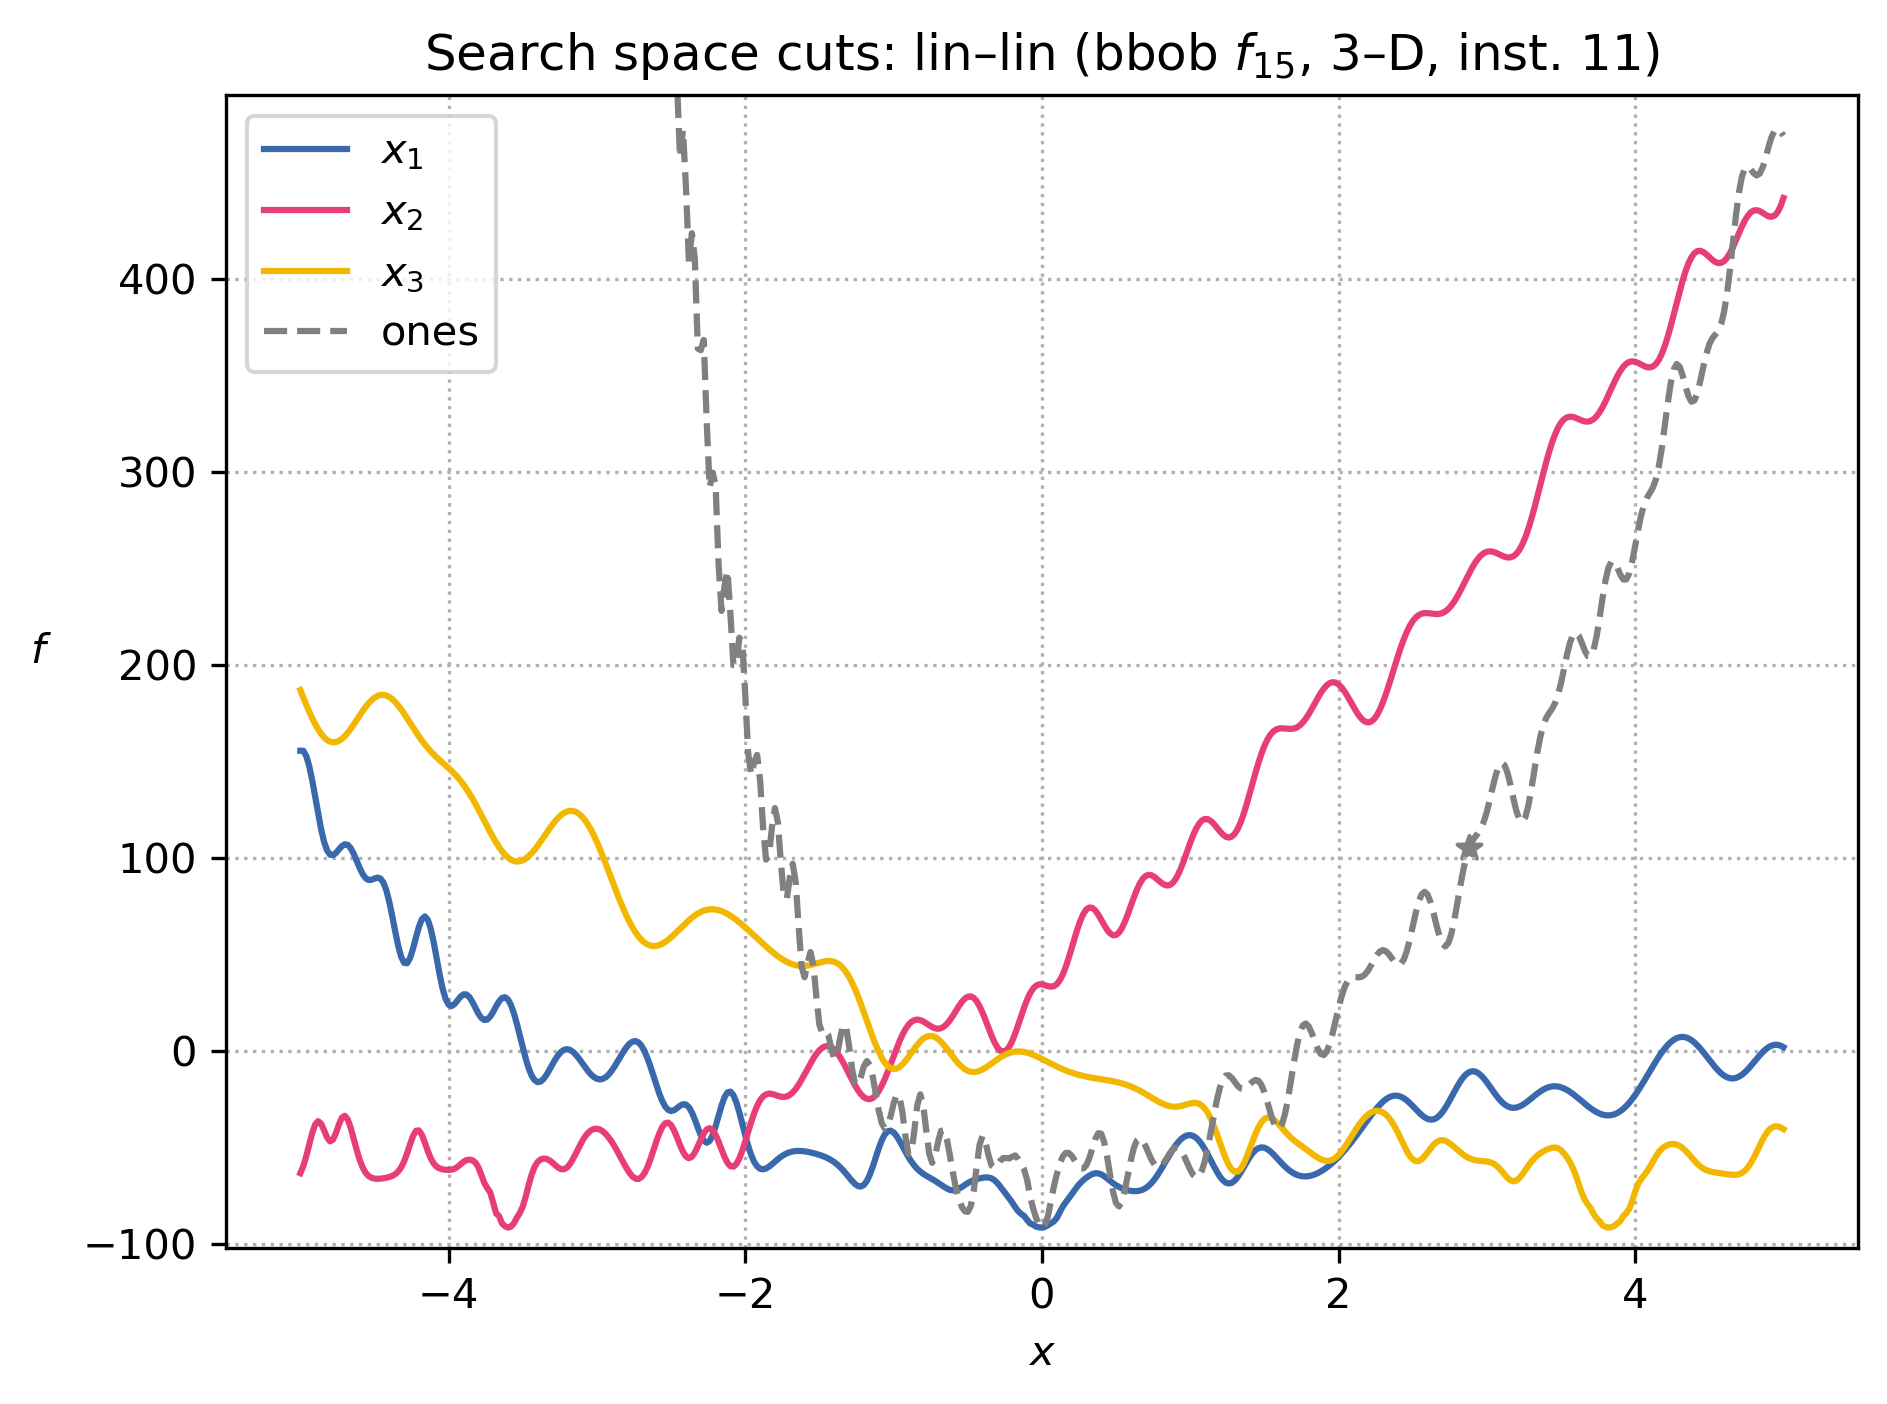 Search space cuts: lin–lin (bbob f₁₅, 3–D, inst. 11)
x₁
x₂
x₃
ones
400
300
200
100
0
−100
f
−4
−2
0
2
4
x